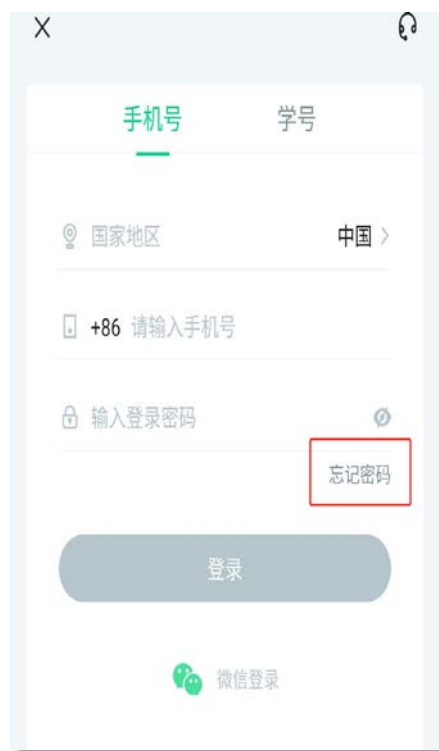 手机号 学号
国家地区 中国
+86 请输入手机号
输入登录密码
忘记密码
登录
微信登录